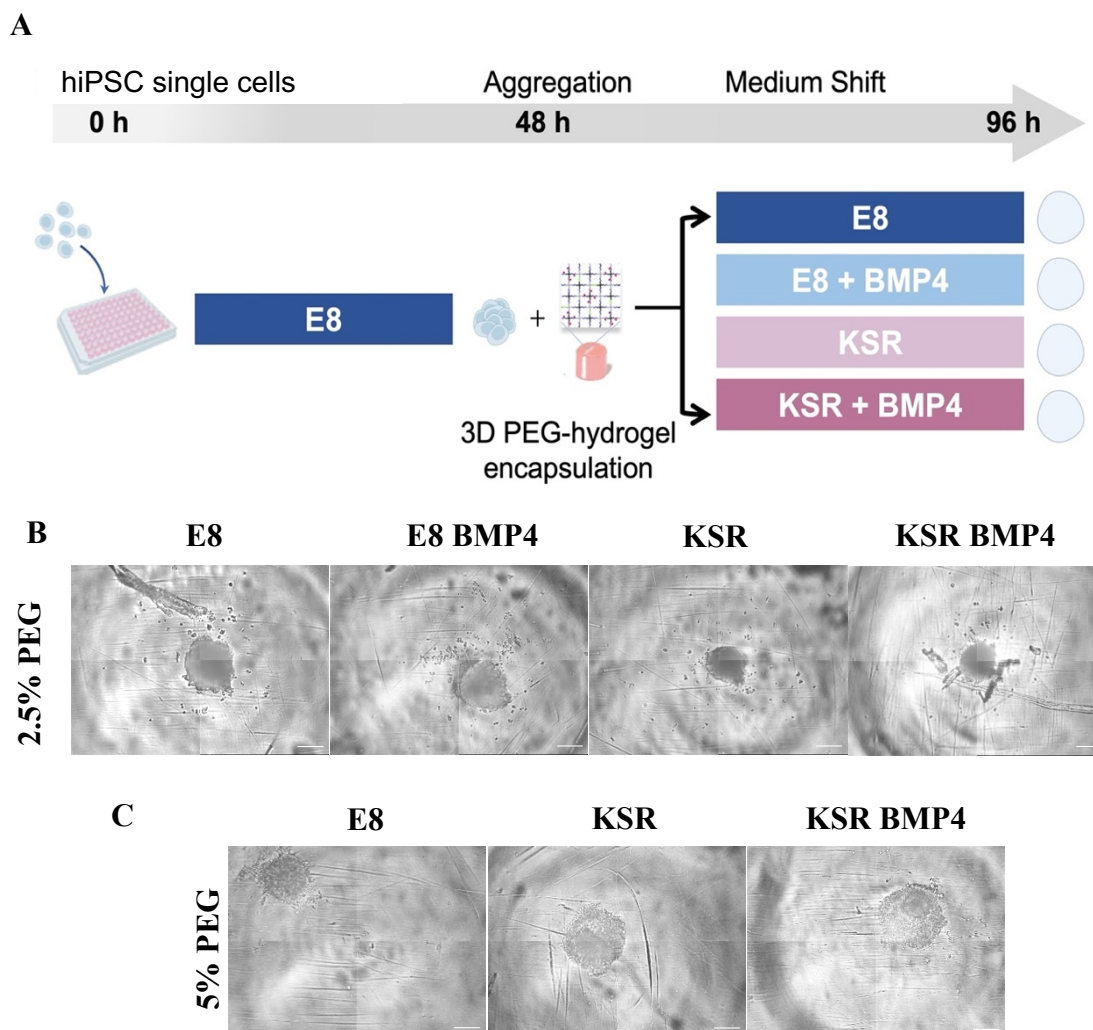 A
hiPSC single cells Aggregation Medium Shift
0 h 48 h 96 h
E8
+
E8
E8 + BMP4
KSR
KSR + BMP4
3D PEG-hydrogel
encapsulation
B
E8 E8 BMP4 KSR KSR BMP4
2.5% PEG
C
E8 KSR KSR BMP4
5% PEG